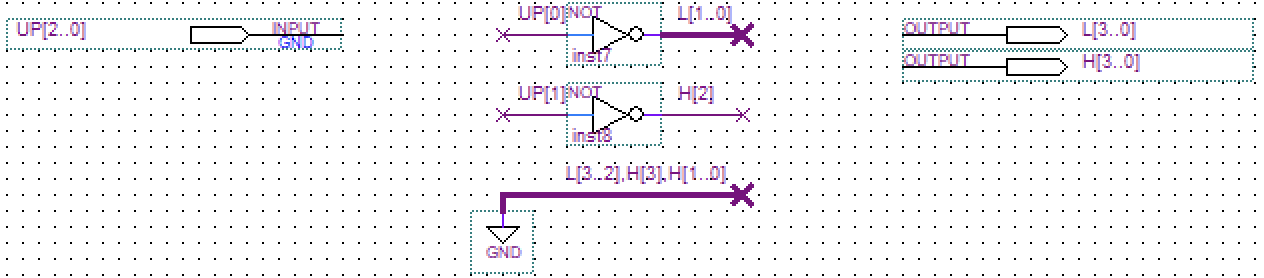 UP[2..0] INPUT
GND
UP[0] NOT L[1..0]
inst7
UP[1] NOT H[2]
inst8
L[3..2],H[3],H[1..0]
GND
OUTPUT L[3..0]
OUTPUT H[3..0]